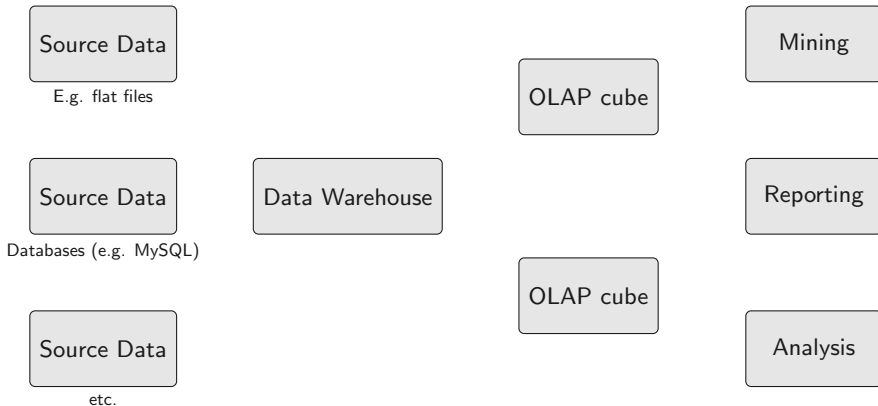 Source Data
E.g. flat files
Source Data
Databases (e.g. MySQL)
Source Data
etc.
Data Warehouse
OLAP cube
OLAP cube
Mining
Reporting
Analysis